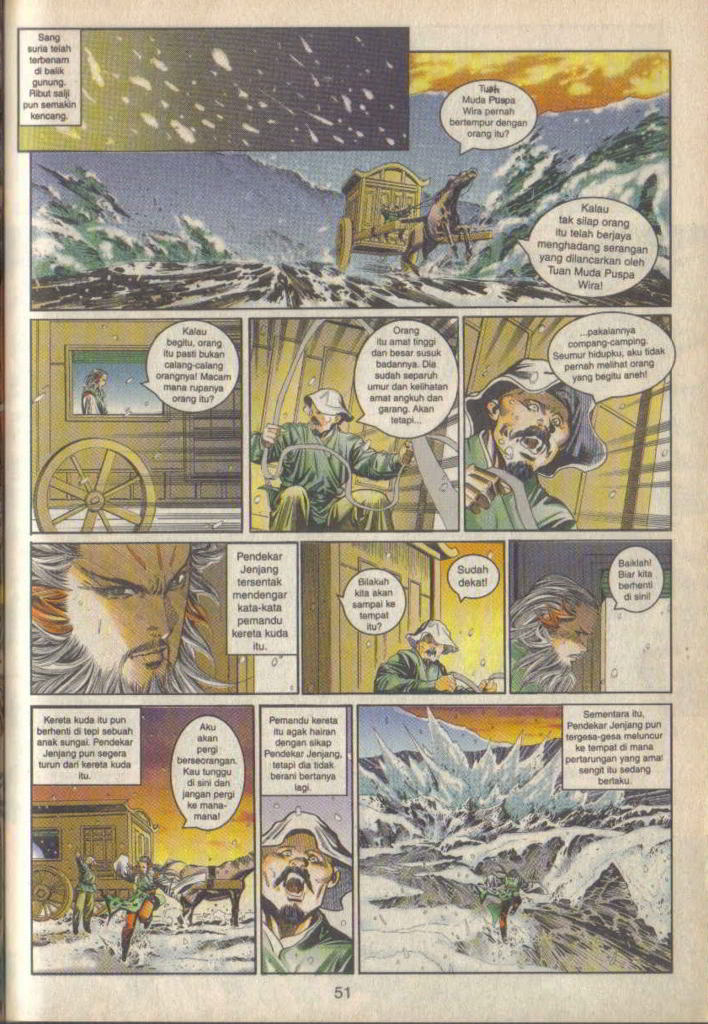 Sang
suria telah
terbenam
di balik
gunung.
Ribut salji
pun semakin
kencang.
Tuah
Muda Puspa
Wira pernah
bertempur dengan
orang itu?
Kalau
tak silap orang
itu telah berjaya
menghadang serangan
yang dilancarkan oleh
Tuan Muda Puspa
Wira!
Kalau
begitu, orang
itu pasti bukan
calang-calang
orangnya! Macam
mana rupanya
orang itu?
Orang
itu amat tinggi
dan besar susuk
badannya. Dia
sudah separuh
umur dan kelihatan
amat angkuh dan
garang. Akan
tetapi...
...pakaiannya
compang-camping.
Seumur hidupku, aku tidak
pernah melihat orang
yang begitu aneh!
Pendekar
Jenjang
tersentak
mendengar
kata-kata
pemandu
kereta kuda
itu.
Bilakah
kita akan
sampai ke
tempat
itu?
Sudah
dekat!
Baiklah!
Biar kita
berhenti
di sini!
Kereta kuda itu pun
berhenti di tepi sebuah
anak sungai. Pendekar
Jenjang pun segera
turun dari kereta kuda
itu.
Aku
akan
pergi
berseorangan.
Kau tunggu
di sini dan
jangan pergi
ke mana-
mana!
Pemandu kereta
itu agak hairan
dengan sikap
Pendekar Jenjang,
tetapi dia tidak
berani bertanya
lagi.
Sementara itu,
Pendekar Jenjang pun
tergesa-gesa meluncur
ke tempat di mana
pertarungan yang amat
sengit itu sedang
berlaku.
51